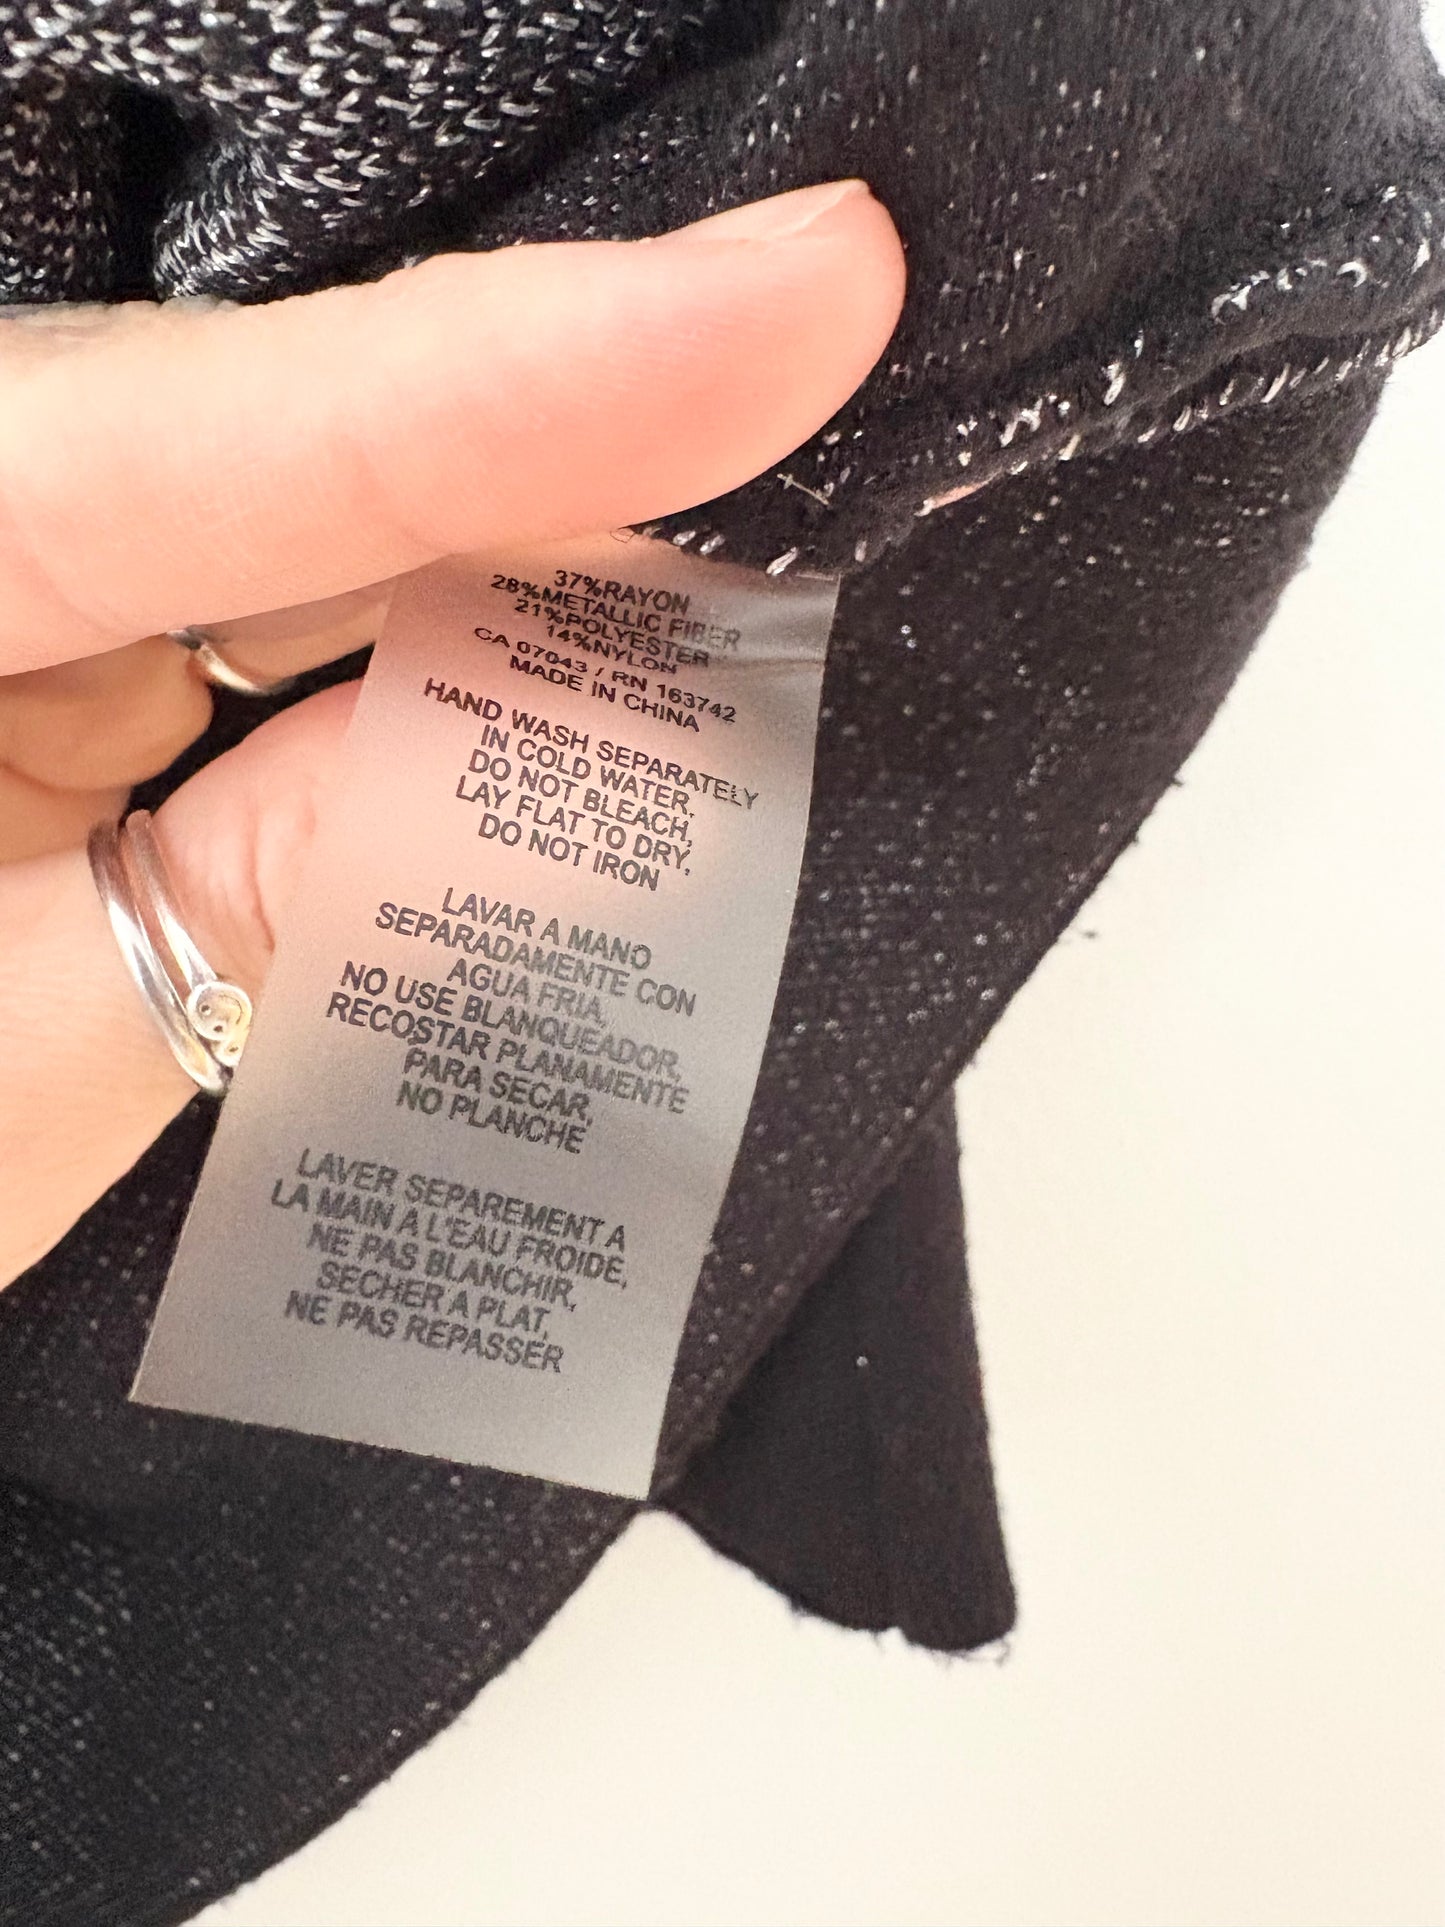 37%RAYON
28%METALLIC FIBER
21%POLYESTER
14%NYLON
CA 07043 / RN 163742
MADE IN CHINA
HAND WASH SEPARATELY
IN COLD WATER,
DO NOT BLEACH,
LAY FLAT TO DRY,
DO NOT IRON
LAVAR A MANO
SEPARADAMENTE CON
AGUA FRIA,
NO USE BLANQUEADOR,
RECOSTAR PLANAMENTE
PARA SECAR,
NO PLANCHE
LAVER SEPAREMENT A
LA MAIN A L'EAU FROIDE,
NE PAS BLANCHIR,
SECHER A PLAT,
NE PAS REPASSER